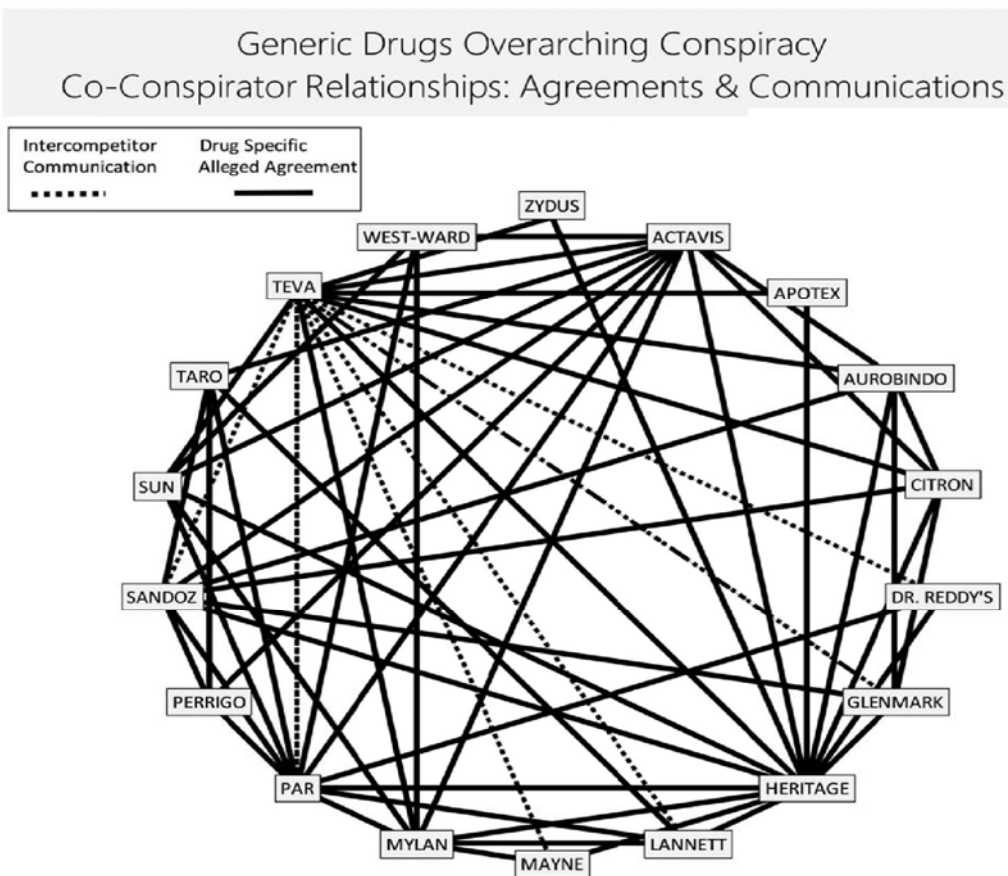 Generic Drugs Overarching Conspiracy
Co-Conspirator Relationships: Agreements & Communications
Intercompetitor Communication
Drug Specific Alleged Agreement
ZYDUS
WEST-WARD
ACTAVIS
TEVA
APOTEX
TARO
AUROBINDO
SUN
CITRON
SANDOZ
DR. REDDY'S
PERRIGO
GLENMARK
PAR
HERITAGE
MYLAN
LANNETT
MAYNE